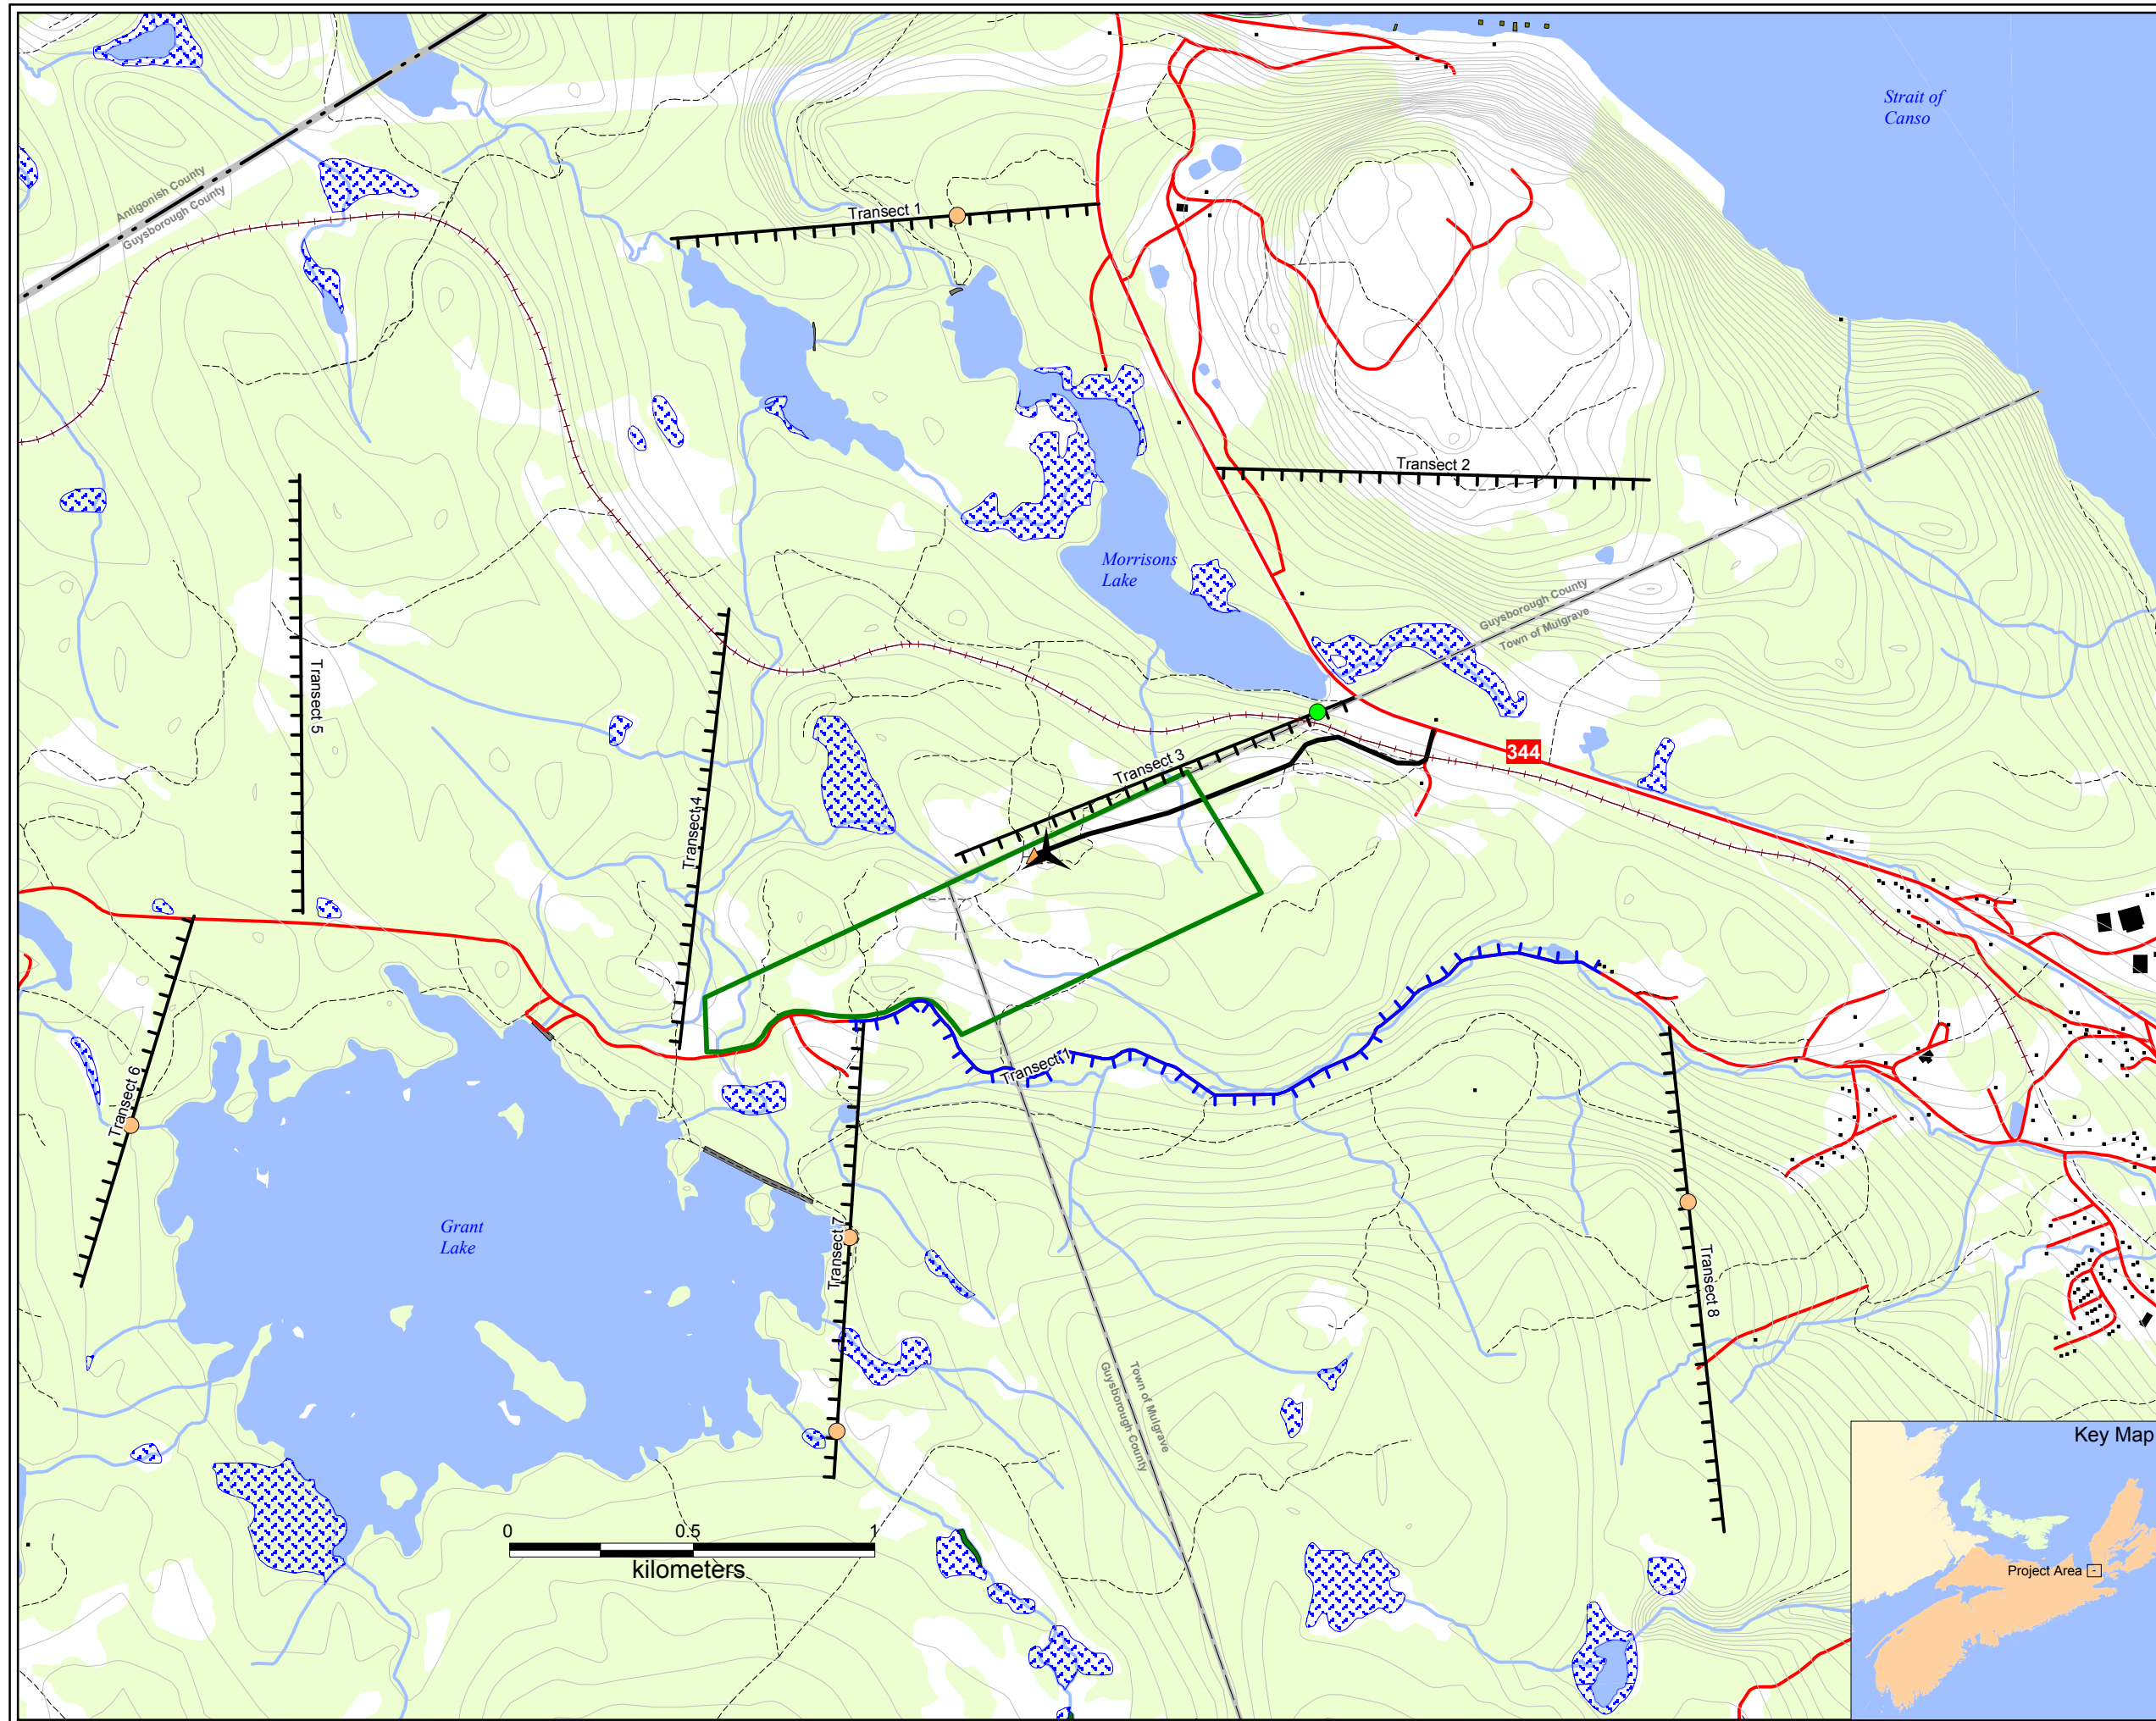 Strait of
Canso
Antigonish County
Guysborough County
Transect 1
Transect 2
Morrisons
Lake
Guysborough County
Town of Mulgrave
Transect 5
344
Transect 3
Transect 4
Transect 1
Transect 6
Grant
Lake
Transect 7
Transect 8
Town of Mulgrave
Guysborough County
Key Map
0 0.5 1
kilometers
Project Area